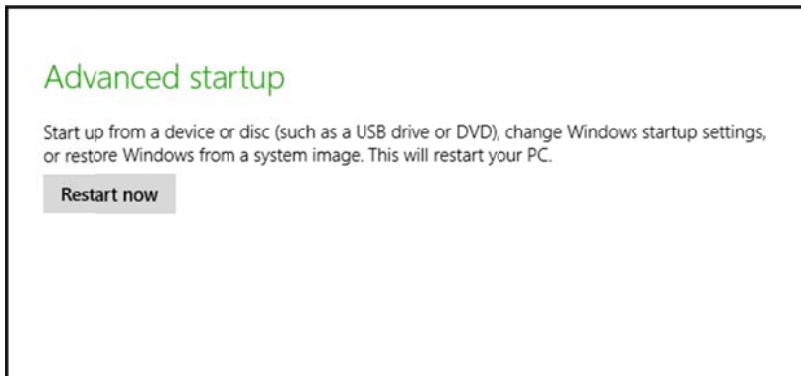 Advanced startup
Start up from a device or disc (such as a USB drive or DVD), change Windows startup settings,
or restore Windows from a system image. This will restart your PC.
Restart now